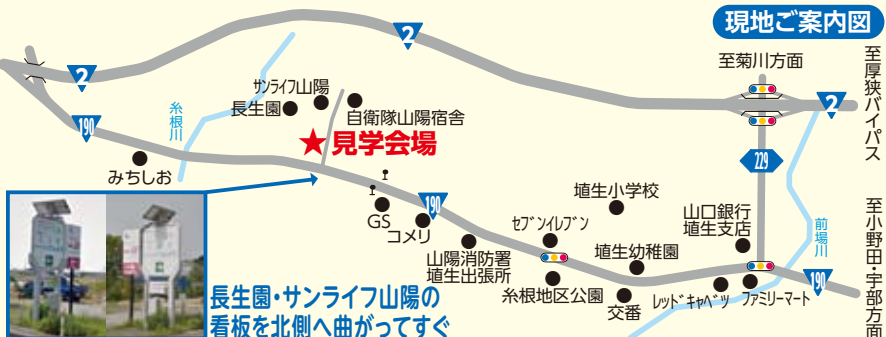 現地ご案内図
2
2
至菊川方面
至厚狭バイパス
サンライフ山陽
長生園
自衛隊山陽宿舎
2
糸根川
190
★見学会場
229
みちしお
190
埴生小学校
至小野田・宇部方面
GS
コメリ
セブンイレブン
山口銀行
埴生支店
前場川
山陽消防署
埴生出張所
埴生幼稚園
190
糸根地区公園
交番
レッドキャベツ
ファミリーマート
長生園・サンライフ山陽の
看板を北側へ曲がってすぐ